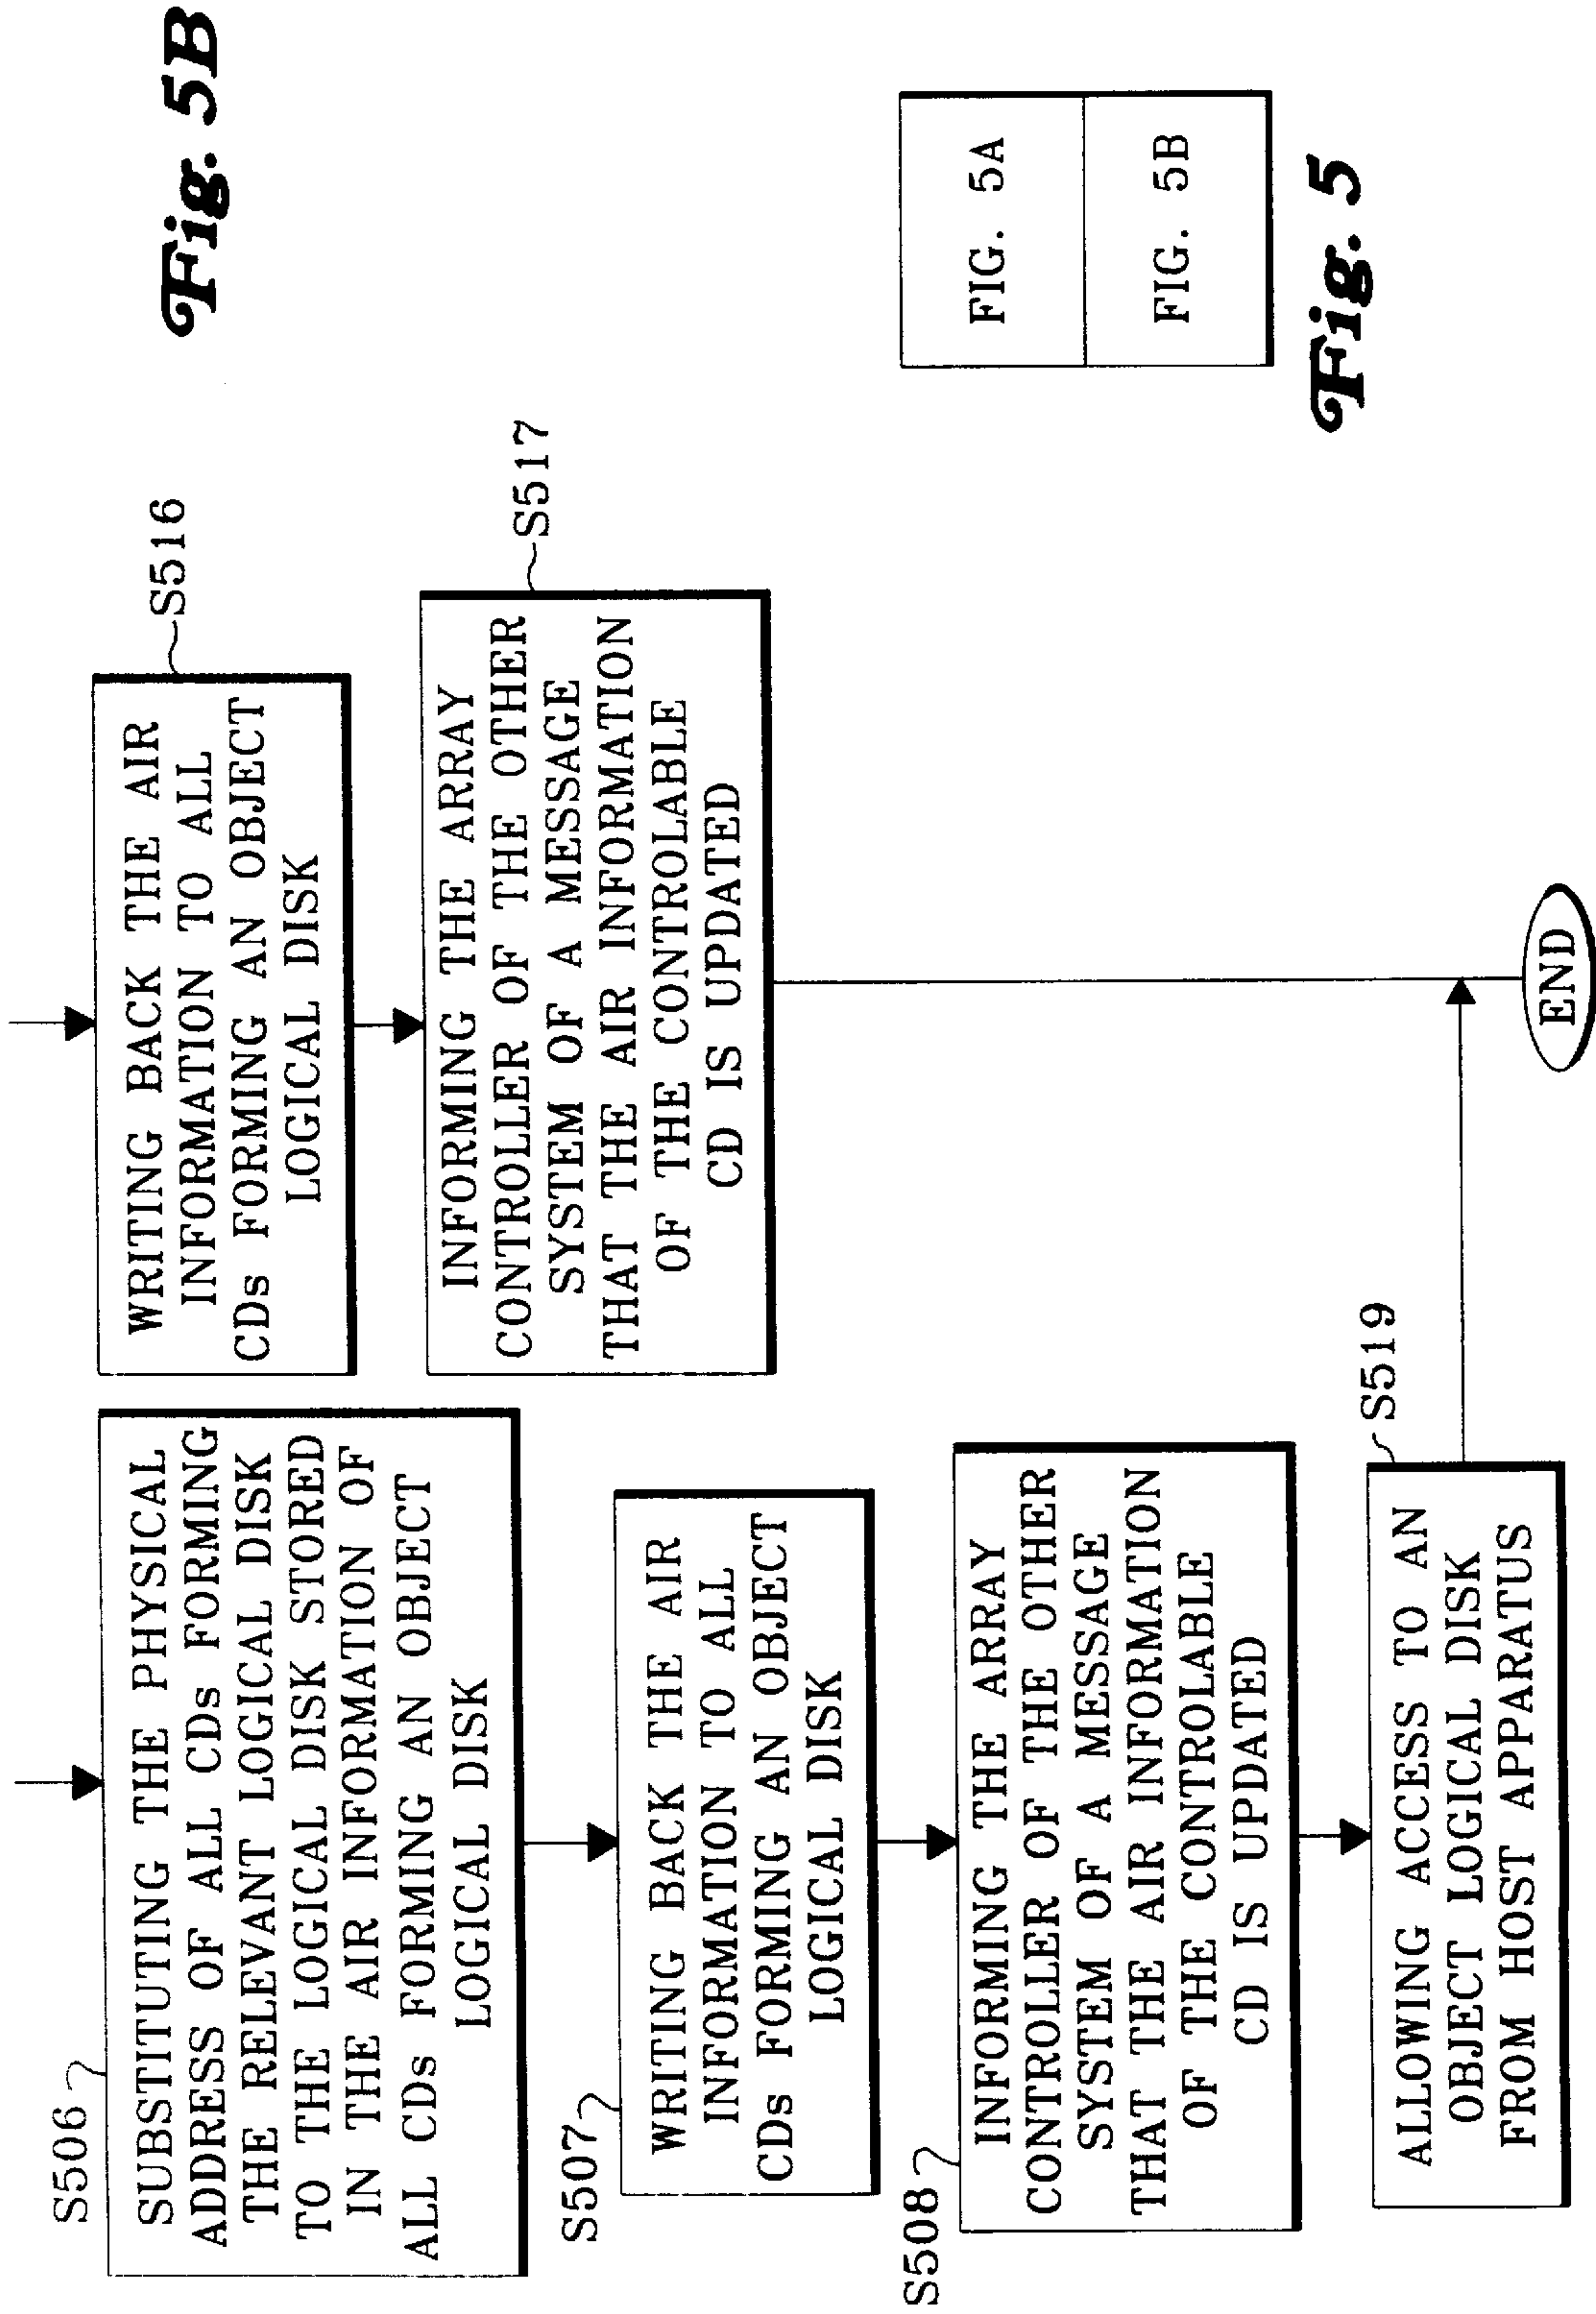 Fig. 5B
S506
SUBSTITUTING THE PHYSICAL
ADDRESS OF ALL CDs FORMING
THE RELEVANT LOGICAL DISK
TO THE LOGICAL DISK STORED
IN THE AIR INFORMATION OF
ALL CDs FORMING AN OBJECT
LOGICAL DISK
S507
WRITING BACK THE AIR
INFORMATION TO ALL
CDs FORMING AN OBJECT
LOGICAL DISK
S508
INFORMING THE ARRAY
CONTROLLER OF THE OTHER
SYSTEM OF A MESSAGE
THAT THE AIR INFORMATION
OF THE CONTROLABLE
CD IS UPDATED
S519
ALLOWING ACCESS TO AN
OBJECT LOGICAL DISK
FROM HOST APPARATUS
S516
WRITING BACK THE AIR
INFORMATION TO ALL
CDs FORMING AN OBJECT
LOGICAL DISK
S517
INFORMING THE ARRAY
CONTROLLER OF THE OTHER
SYSTEM OF A MESSAGE
THAT THE AIR INFORMATION
OF THE CONTROLABLE
CD IS UPDATED
END
FIG. 5A
FIG. 5B
Fig. 5